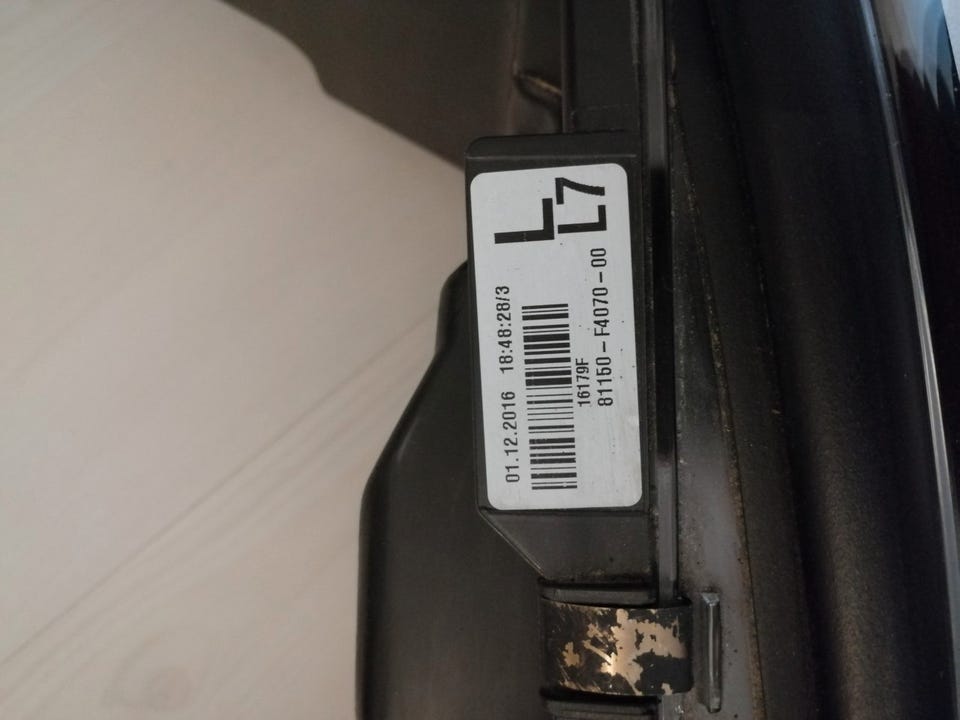 L
L7
01.12.2016 18:48:28/3
16179F
81150-F4070-00